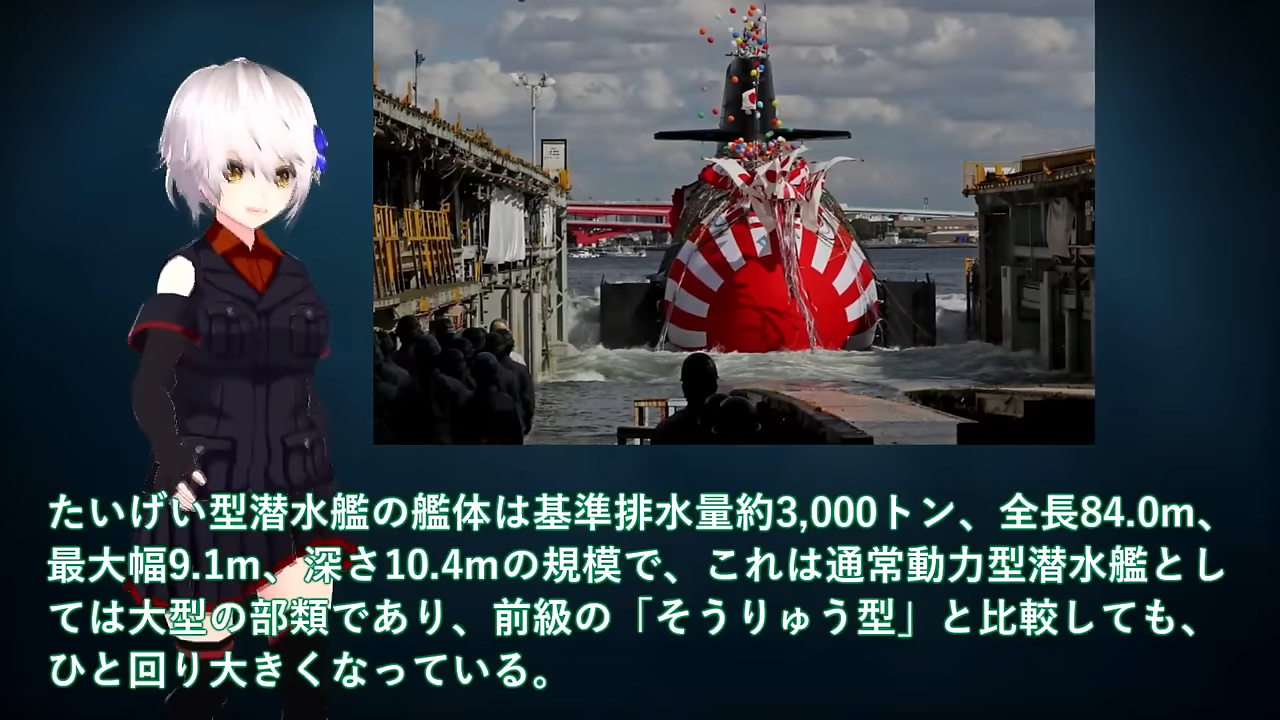 たいげい型潜水艦の艦体は基準排水量約3,000トン、全長84.0m、
最大幅9.1m、深さ10.4mの規模で、これは通常動力型潜水艦とし
ては大型の部類であり、前級の「そうりゅう型」と比較しても、
ひと回り大きくなっている。